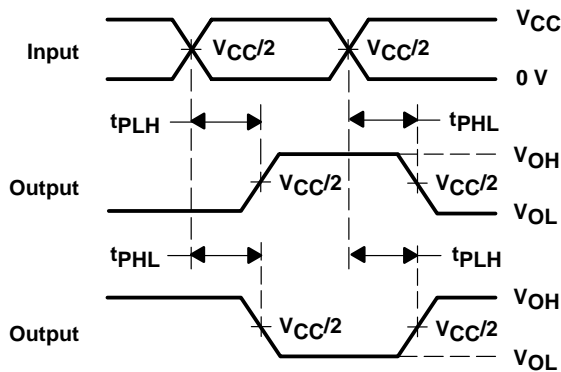 VCC
Input
VCC/2
VCC/2
0 V
tPLH
tPHL
VOH
Output
VCC/2
VCC/2
VOL
tPHL
tPLH
VOH
Output
VCC/2
VCC/2
VOL